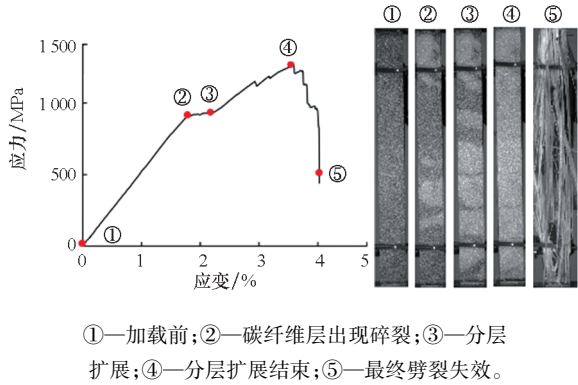 ① ② ③ ④ ⑤
1 500
④
②
③
1 000
应力/MPa
500
⑤
①
0
0 1 2 3 4 5
应变/%
①—加载前;②—碳纤维层出现碎裂;③—分层
扩展;④—分层扩展结束;⑤—最终劈裂失效。